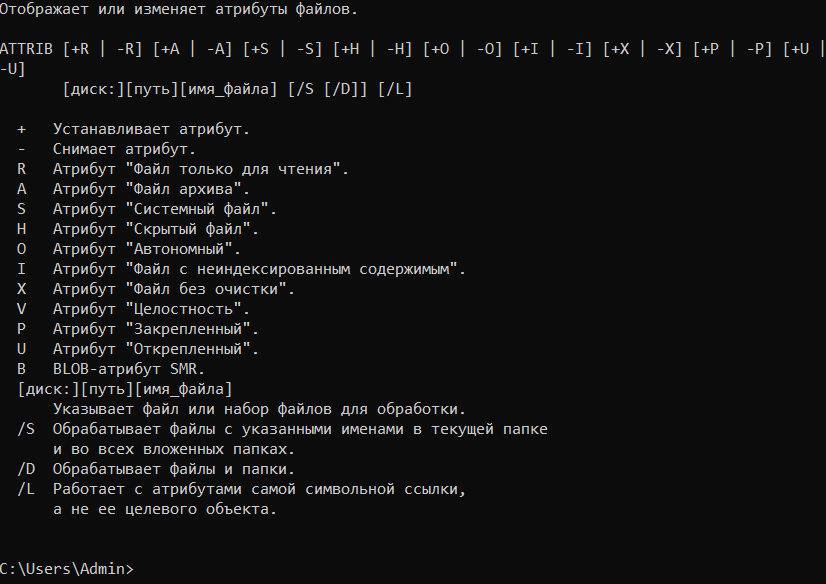 Отображает или изменяет атрибуты файлов.
ATTRIB [+R | -R] [+A | -A] [+S | -S] [+H | -H] [+O | -O] [+I | -I] [+X | -X] [+P | -P] [+U |
-U]
[диск:][путь][имя_файла] [/S [/D]] [/L]
+ Устанавливает атрибут.
- Снимает атрибут.
R Атрибут "Файл только для чтения".
A Атрибут "Файл архива".
S Атрибут "Системный файл".
H Атрибут "Скрытый файл".
O Атрибут "Автономный".
I Атрибут "Файл с неиндексированным содержимым".
X Атрибут "Файл без очистки".
V Атрибут "Целостность".
P Атрибут "Закрепленный".
U Атрибут "Открепленный".
B BLOB-атрибут SMR.
[диск:][путь][имя_файла]
Указывает файл или набор файлов для обработки.
/S Обрабатывает файлы с указанными именами в текущей папке
и во всех вложенных папках.
/D Обрабатывает файлы и папки.
/L Работает с атрибутами самой символьной ссылки,
а не ее целевого объекта.
C:\Users\Admin>